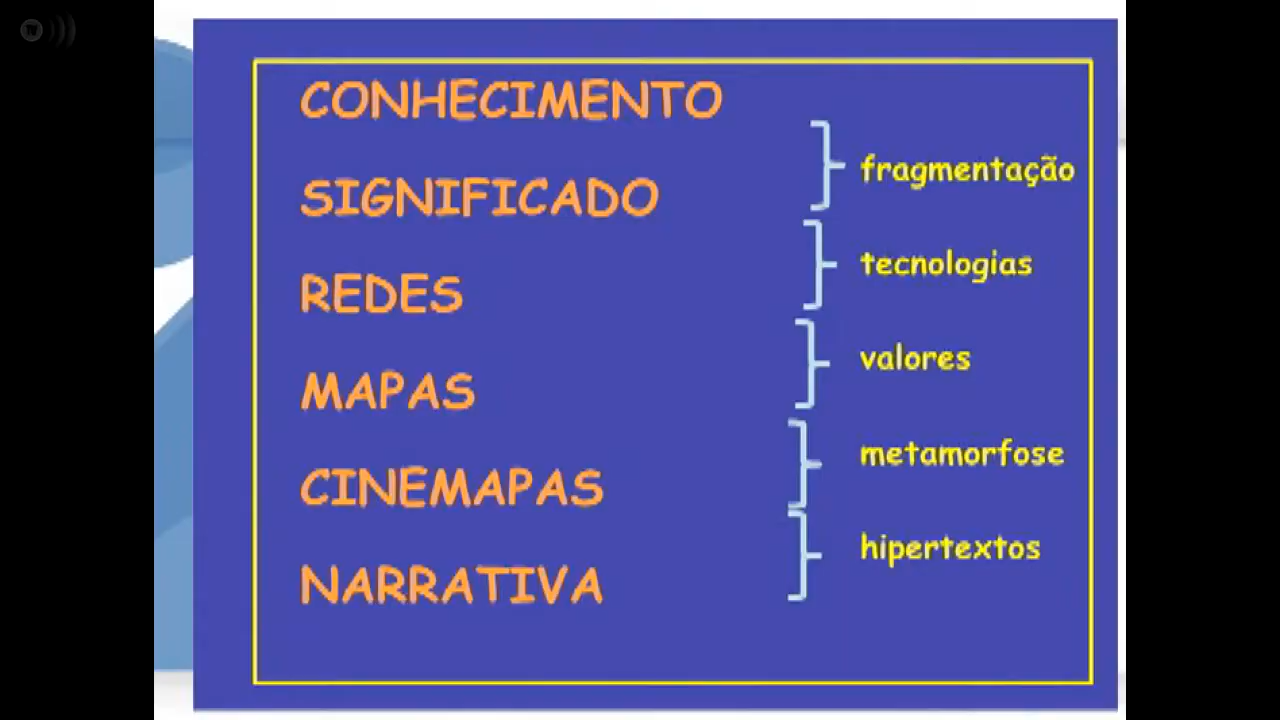 CONHECIMENTO
fragmentação
SIGNIFICADO
tecnologias
REDES
valores
MAPAS
metamorfose
CINEMAPAS
hipertextos
NARRATIVA